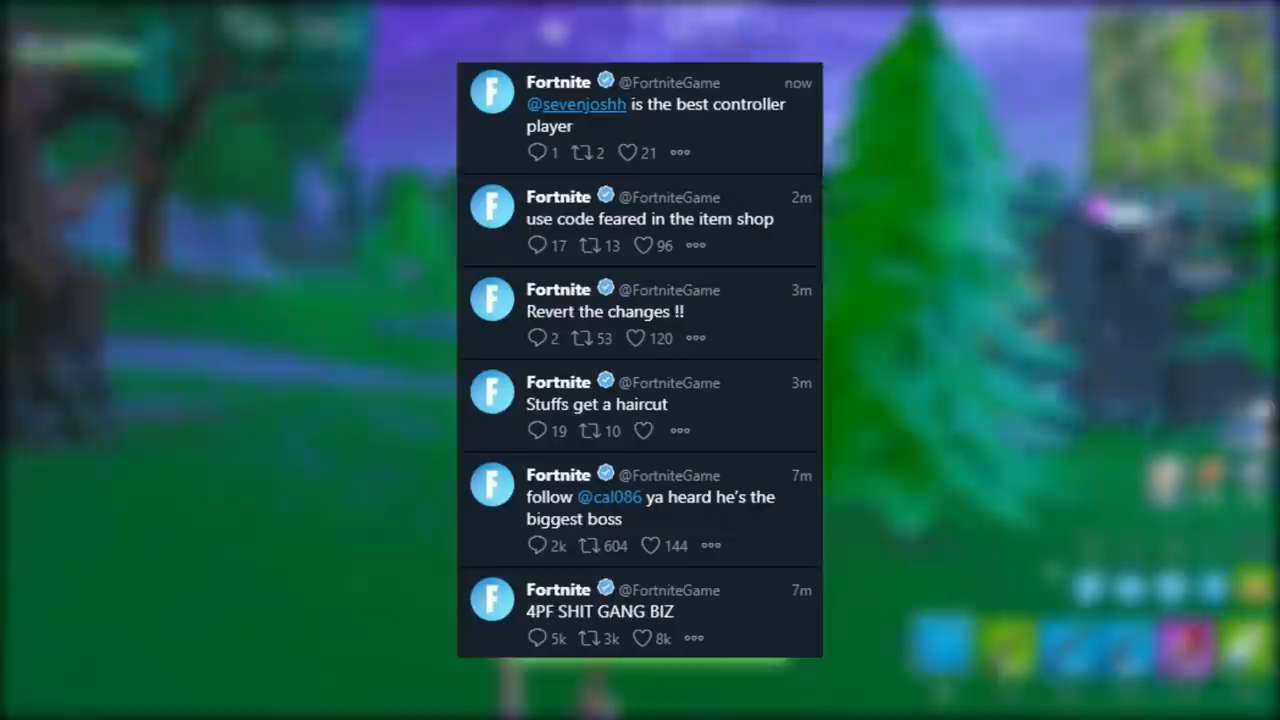 Fortnite @FortniteGame now
@sevenjoshh is the best controller
player
1 2 21
Fortnite @FortniteGame 2m
use code feared in the item shop
17 13 96
Fortnite @FortniteGame 3m
Revert the changes !!
2 53 120
Fortnite @FortniteGame 3m
Stuffs get a haircut
19 10
Fortnite @FortniteGame 7m
follow @cal086 ya heard he's the
biggest boss
2k 604 144
Fortnite @FortniteGame 7m
4PF SHIT GANG BIZ
5k 3k 8k